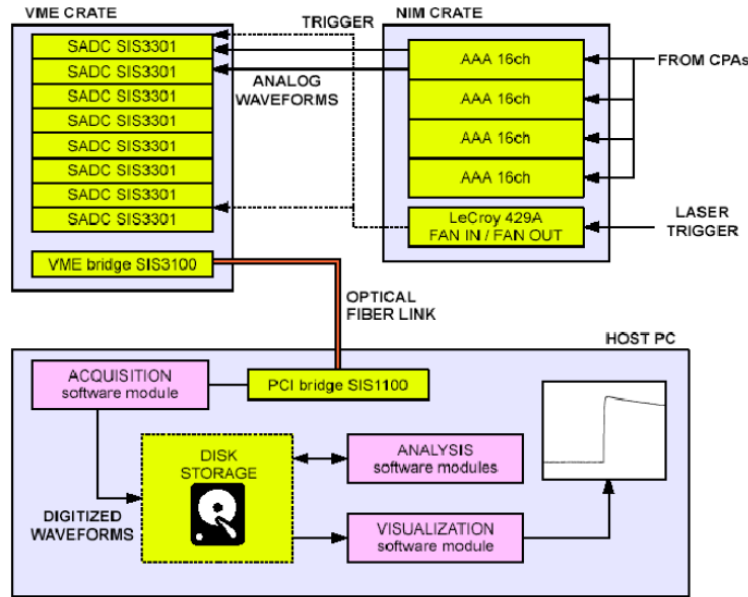 VME CRATE
TRIGGER
NIM CRATE
SADC SIS3301
SADC SIS3301
SADC SIS3301
SADC SIS3301
SADC SIS3301
SADC SIS3301
SADC SIS3301
SADC SIS3301
ANALOG
WAVEFORMS
AAA 16ch
AAA 16ch
AAA 16ch
AAA 16ch
FROM CPAs
LeCroy 429A
FAN IN / FAN OUT
LASER
TRIGGER
VME bridge SIS3100
OPTICAL
FIBER LINK
HOST PC
ACQUISITION
software module
PCI bridge SIS1100
DISK
STORAGE
ANALYSIS
software modules
DIGITIZED
WAVEFORMS
VISUALIZATION
software module